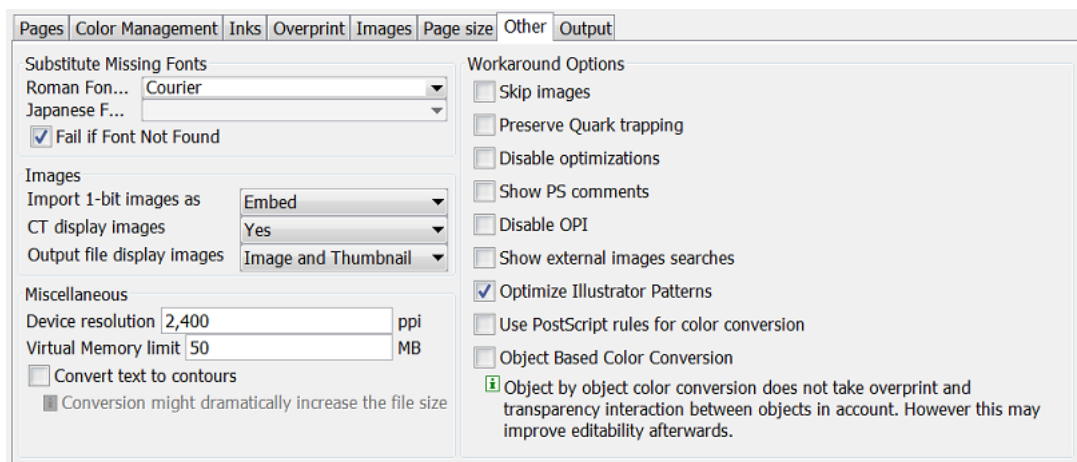 Pages Color Management Inks Overprint Images Page size Other Output
Substitute Missing Fonts
Roman Fon... Courier
Japanese F...
Fail if Font Not Found
Images
Import 1-bit images as Embed
CT display images Yes
Output file display images Image and Thumbnail
Miscellaneous
Device resolution 2,400 ppi
Virtual Memory limit 50 MB
Convert text to contours
Conversion might dramatically increase the file size
Workaround Options
Skip images
Preserve Quark trapping
Disable optimizations
Show PS comments
Disable OPI
Show external images searches
Optimize Illustrator Patterns
Use PostScript rules for color conversion
Object Based Color Conversion
Object by object color conversion does not take overprint and
transparency interaction between objects in account. However this may
improve editability afterwards.